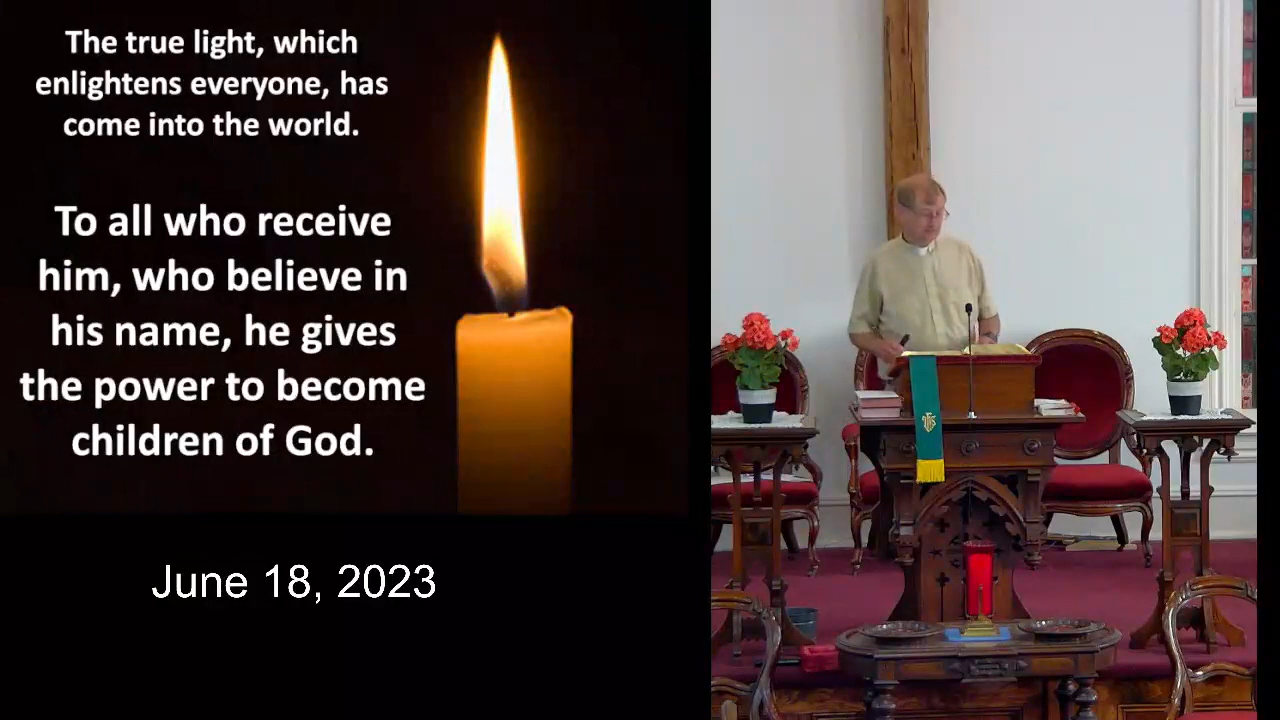 The true light, which
enlightens everyone, has
come into the world.
To all who receive
him, who believe in
his name, he gives
the power to become
children of God.
June 18, 2023